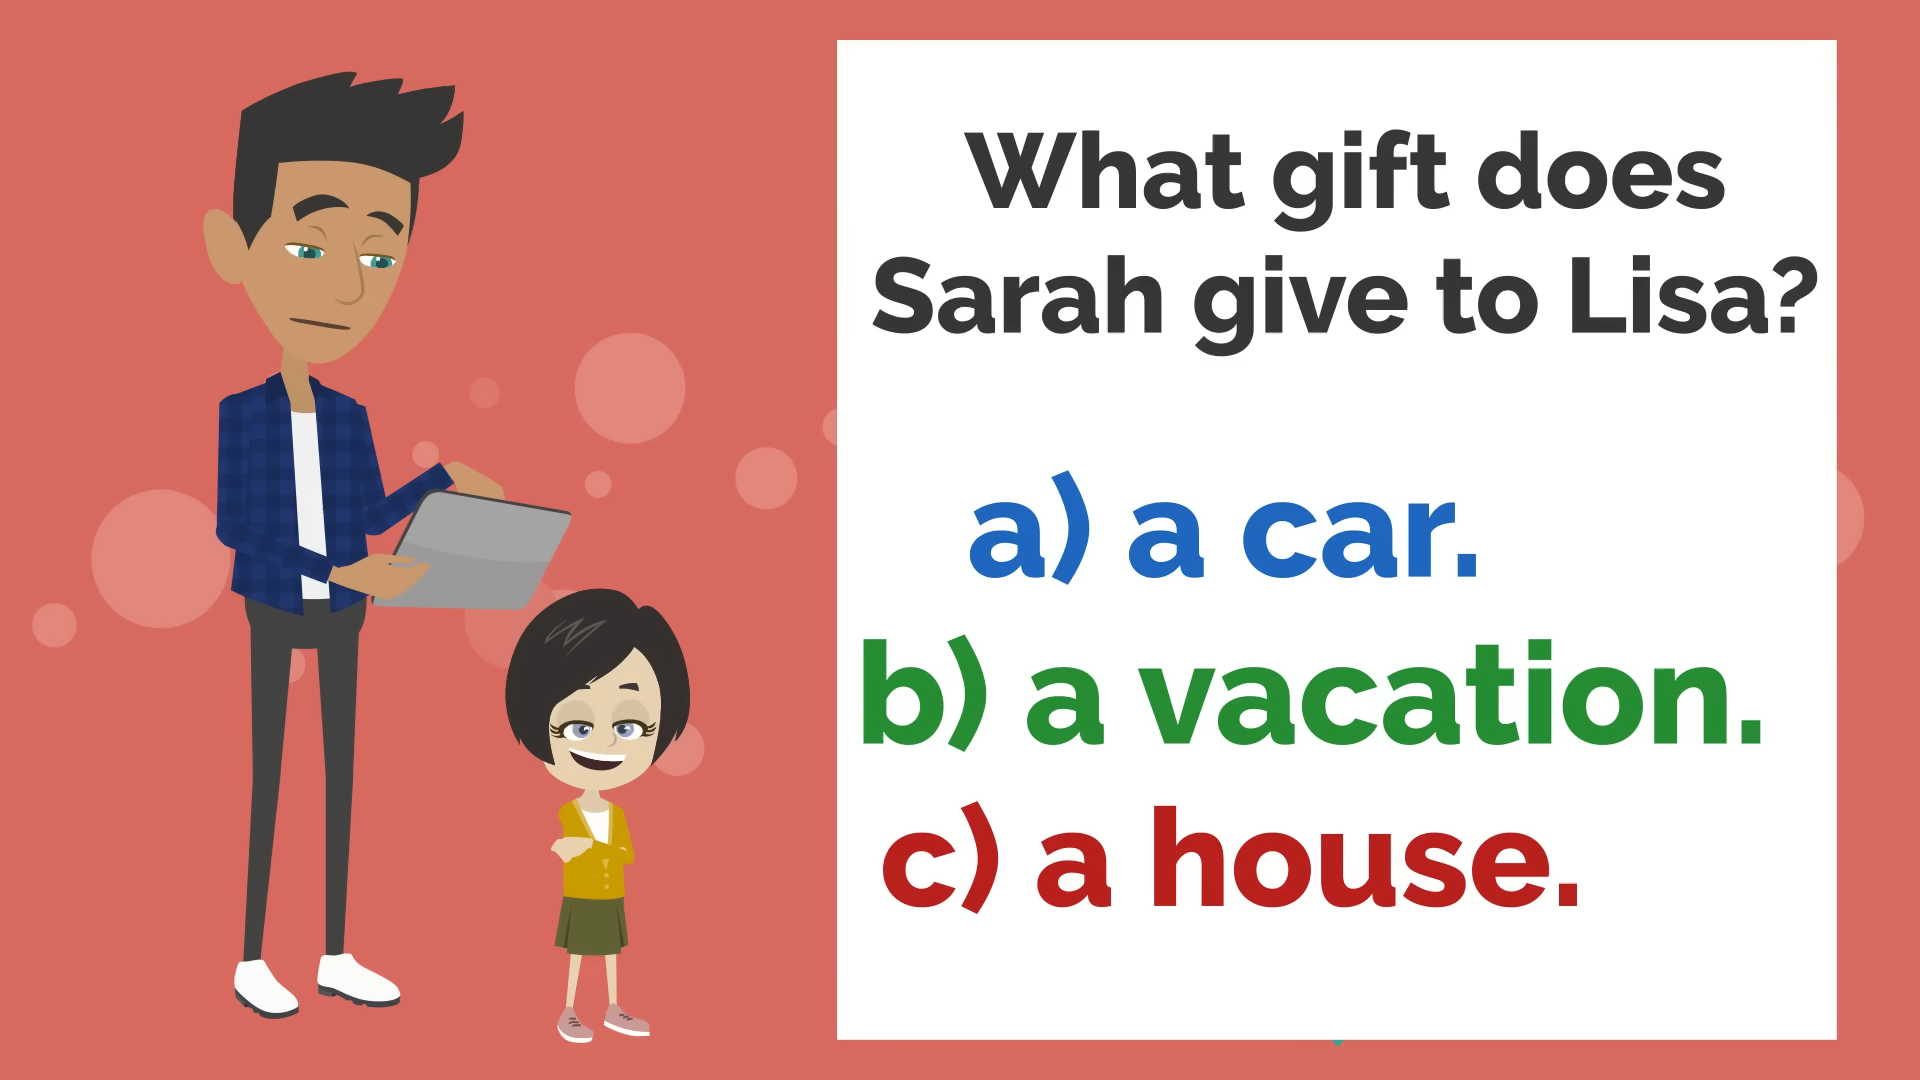 What gift does
Sarah give to Lisa?
a) a car.
b) a vacation.
c) a house.